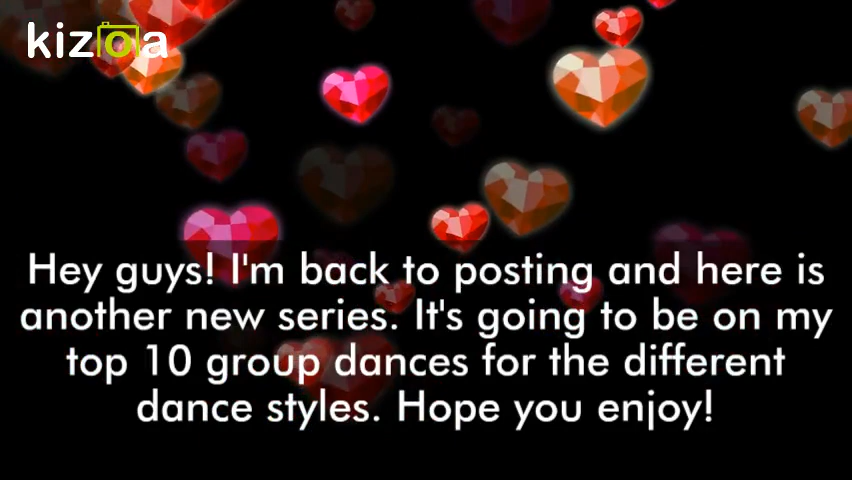 kizoa
Hey guys! I'm back to posting and here is
another new series. It's going to be on my
top 10 group dances for the different
dance styles. Hope you enjoy!